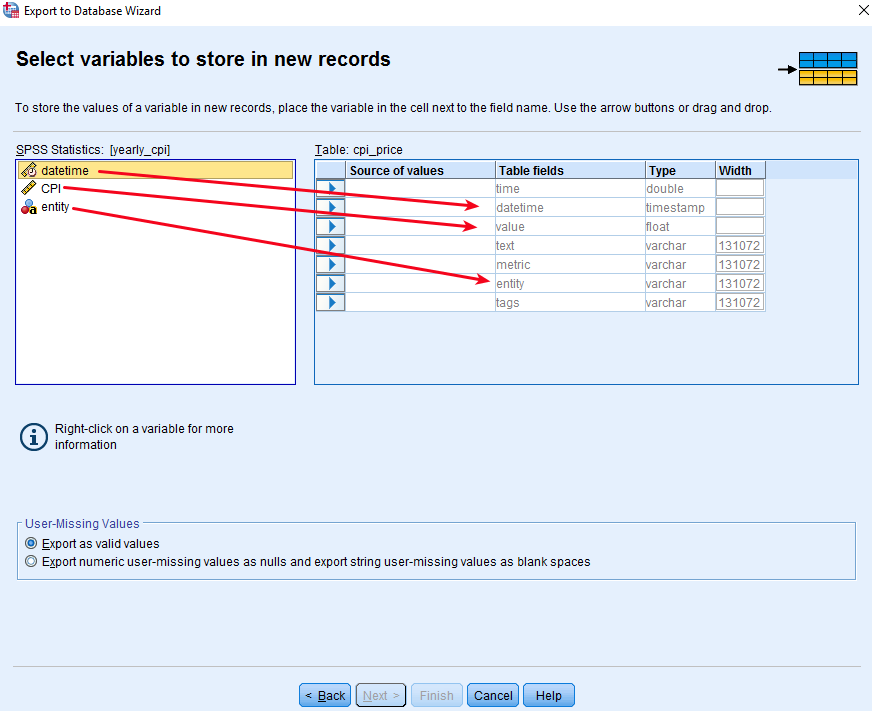 Export to Database Wizard
Select variables to store in new records
To store the values of a variable in new records, place the variable in the cell next to the field name. Use the arrow buttons or drag and drop.
SPSS Statistics: [yearly_cpi]
Table: cpi_price
datetime
CPI
entity
a
Source of values Table fields Type Width
time double
datetime timestamp
value float
text varchar 131072
metric varchar 131072
entity varchar 131072
tags varchar 131072
Right-click on a variable for more
information
User-Missing Values
Export as valid values
Export numeric user-missing values as nulls and export string user-missing values as blank spaces
< Back Next > Finish Cancel Help